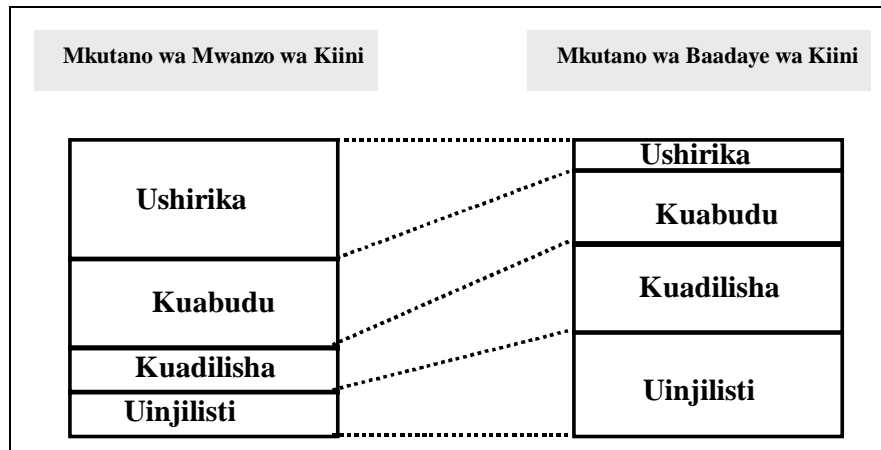 Mkutano wa Mwanzo wa Kiini
Mkutano wa Baadaye wa Kiini
Ushirika
Kuabudu
Kuadilisha
Uinjilisti
Ushirika
Kuabudu
Kuadilisha
Uinjilisti